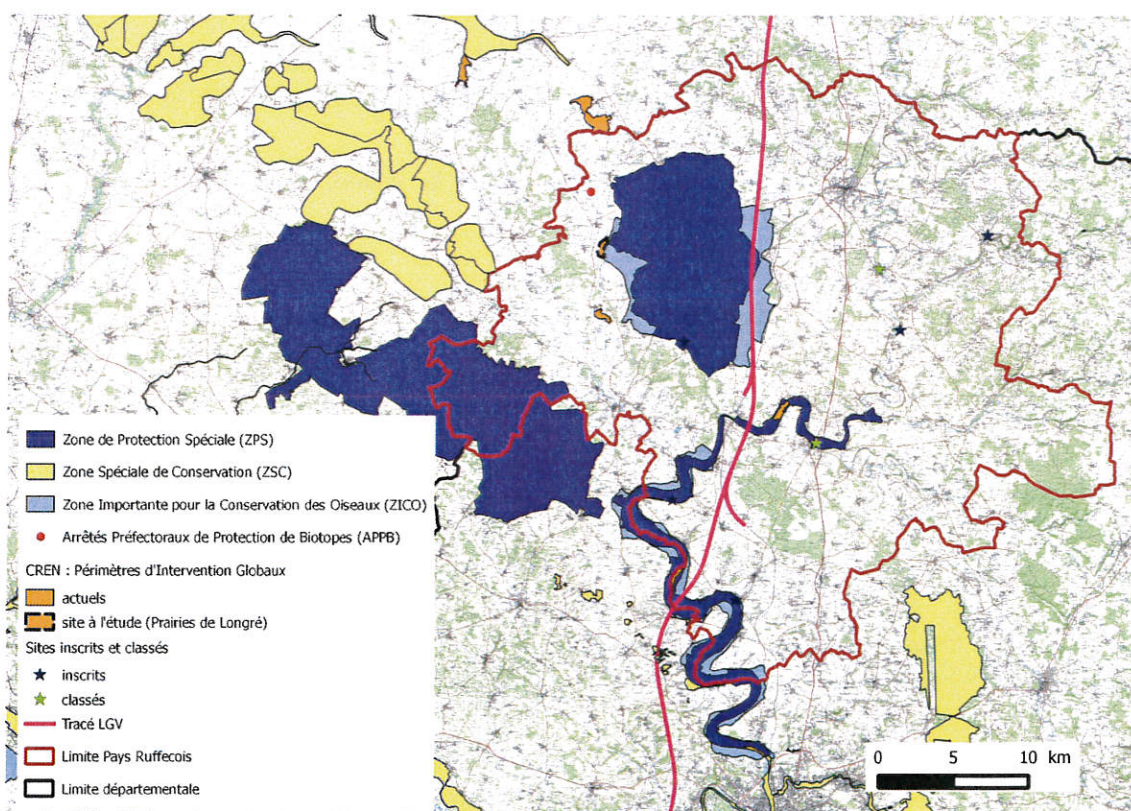 Zone de Protection Spéciale (ZPS)
Zone Spéciale de Conservation (ZSC)
Zone Importante pour la Conservation des Oiseaux (ZICO)
Arrêtés Préfectoraux de Protection de Biotopes (APPB)
CREN : Périmètres d'Intervention Globaux
actuels
site à l'étude (Prairies de Longré)
Sites inscrits et classés
inscrits
classés
Tracé LGV
Limite Pays Ruffecois
Limite départementale
0 5 10 km